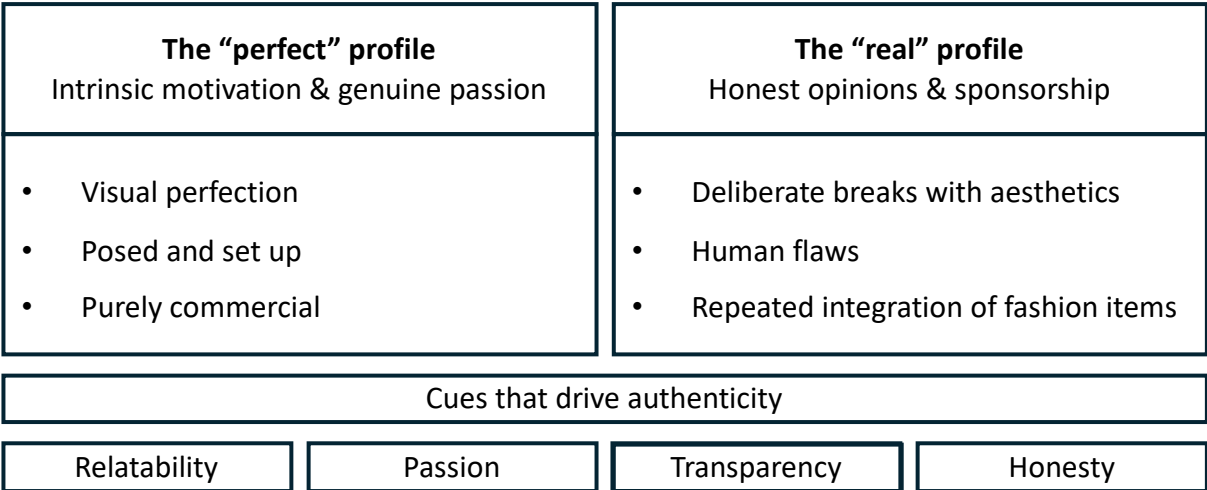 The “perfect” profile
Intrinsic motivation & genuine passion
• Visual perfection
• Posed and set up
• Purely commercial
The “real” profile
Honest opinions & sponsorship
• Deliberate breaks with aesthetics
• Human flaws
• Repeated integration of fashion items
Cues that drive authenticity
Relatability
Passion
Transparency
Honesty